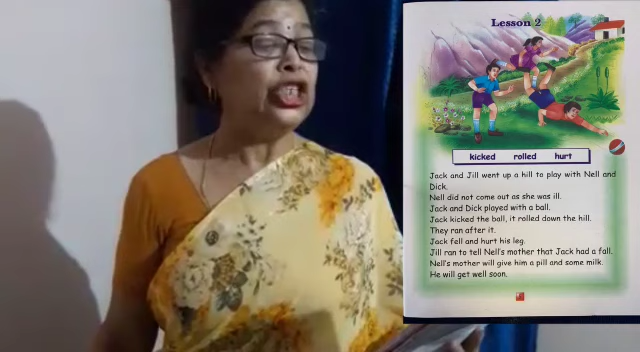 Lesson 2
kicked rolled hurt
Jack and Jill went up a hill to play with Nell and
Dick.
Nell did not come out as she was ill.
Jack and Dick played with a ball.
Jack kicked the ball, it rolled down the hill.
They ran after it.
Jack fell and hurt his leg.
Jill ran to tell Nell's mother that Jack had a fall.
Nell's mother will give him a pill and some milk.
He will get well soon.